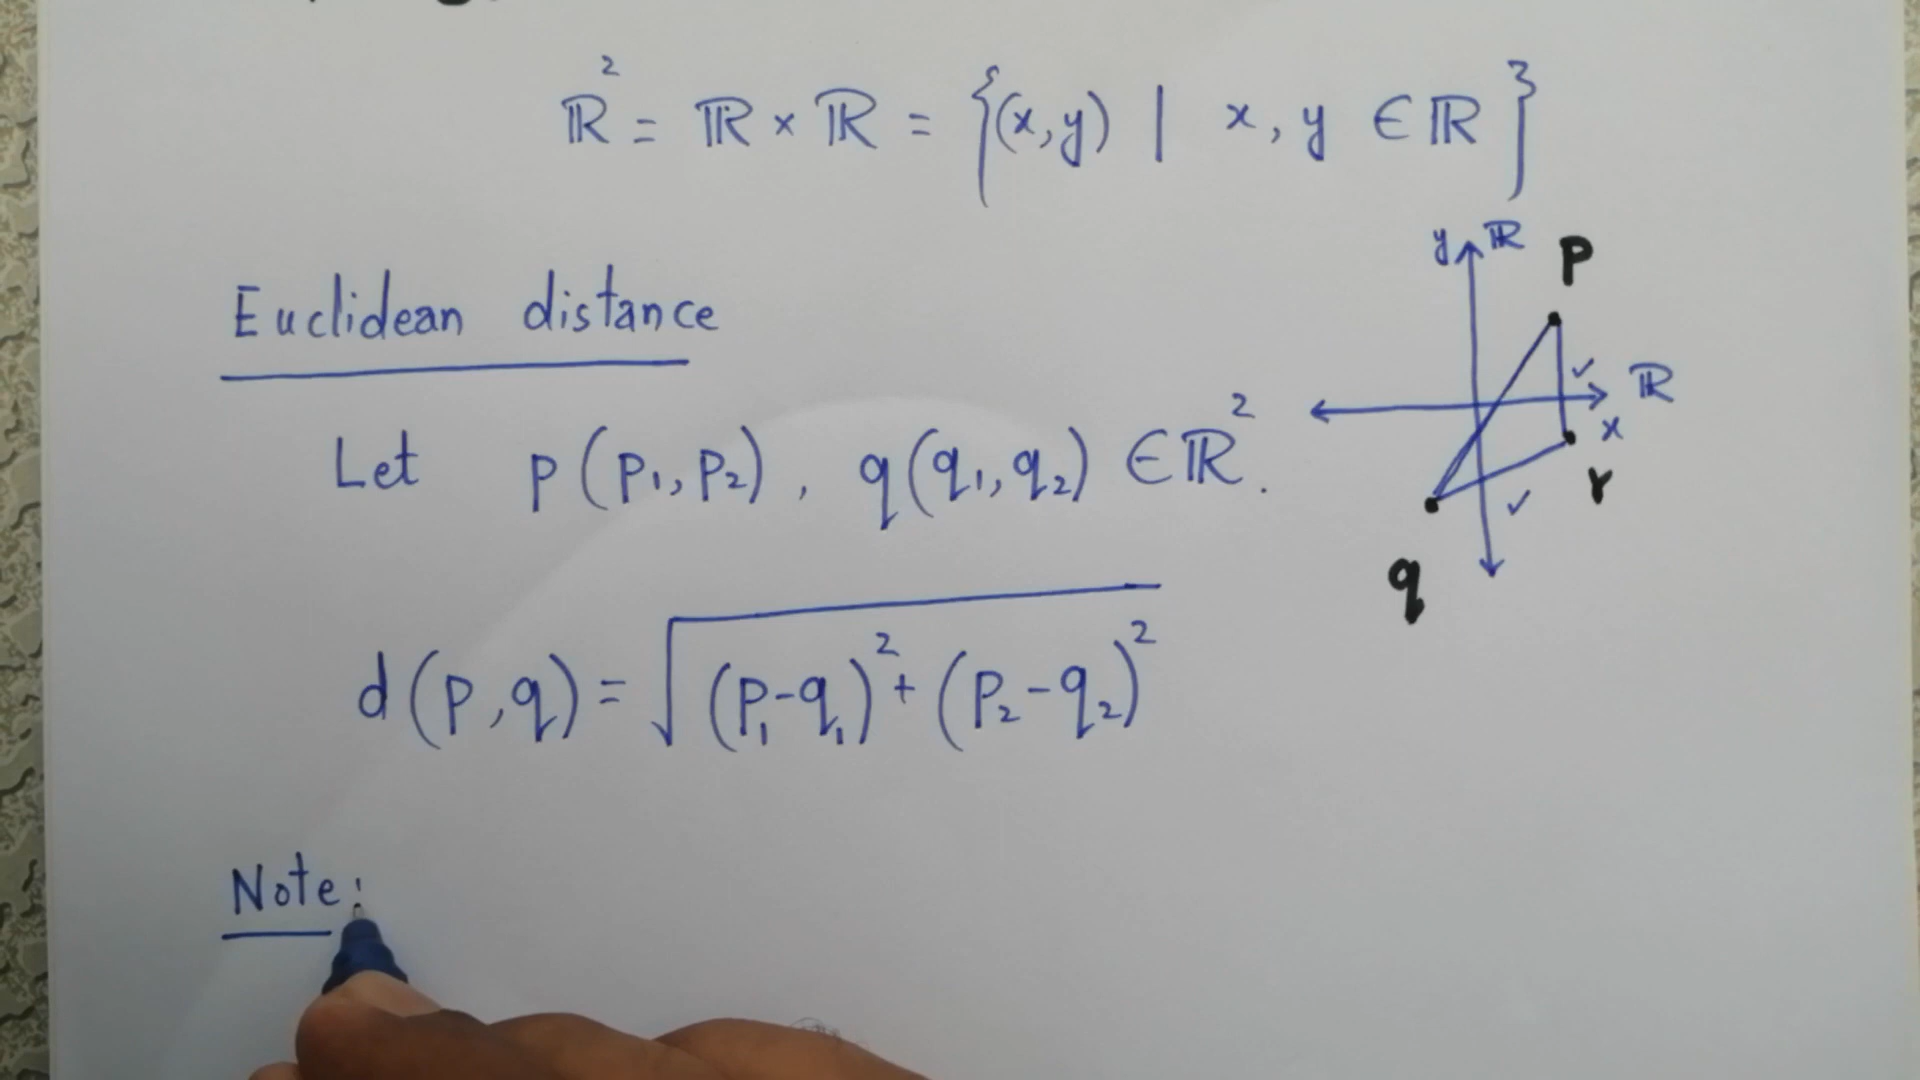 ℝ² = ℝ × ℝ = {(x,y) | x, y ∈ ℝ}
y ℝ
p
Euclidean distance
ℝ
x
Let p(p₁, p₂), q(q₁, q₂) ∈ ℝ².
r
q
d(p,q) = √((p₁-q₁)² + (p₂-q₂)²)
Note: